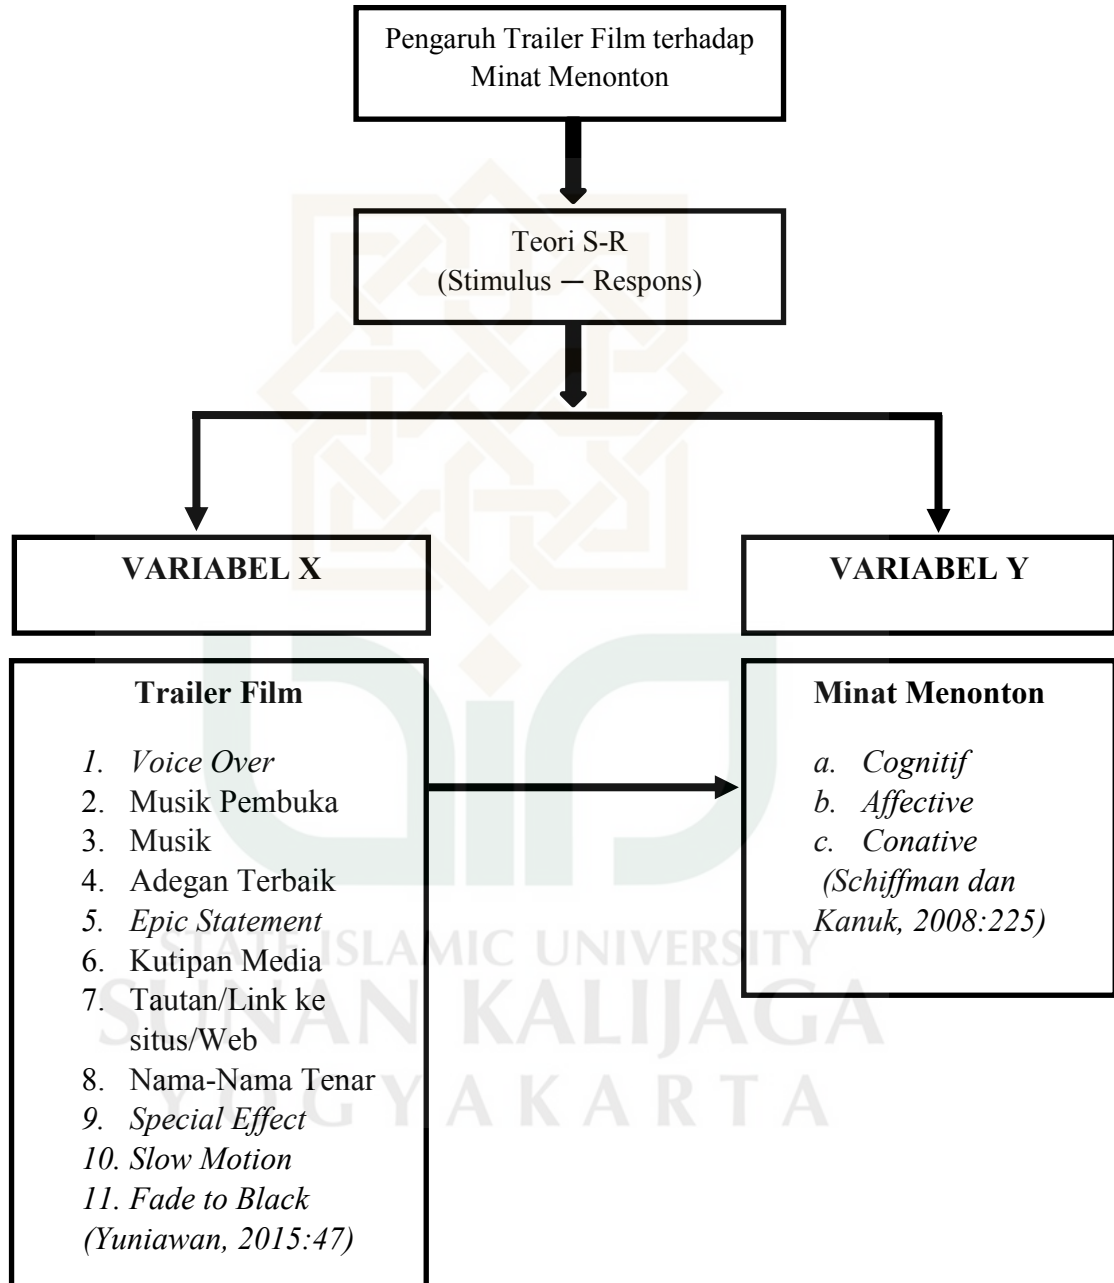 Pengaruh Trailer Film terhadap
Minat Menonton
Teori S-R
(Stimulus — Respons)
VARIABEL X
VARIABEL Y
Trailer Film
1. Voice Over
2. Musik Pembuka
3. Musik
4. Adegan Terbaik
5. Epic Statement
6. Kutipan Media
7. Tautan/Link ke
situs/Web
8. Nama-Nama Tenar
9. Special Effect
10. Slow Motion
11. Fade to Black
(Yuniawan, 2015:47)
Minat Menonton
a. Cognitif
b. Affective
c. Conative
(Schiffman dan
Kanuk, 2008:225)
STATE ISLAMIC UNIVERSITY
SUNAN KALIJAGA
YOGYAKARTA